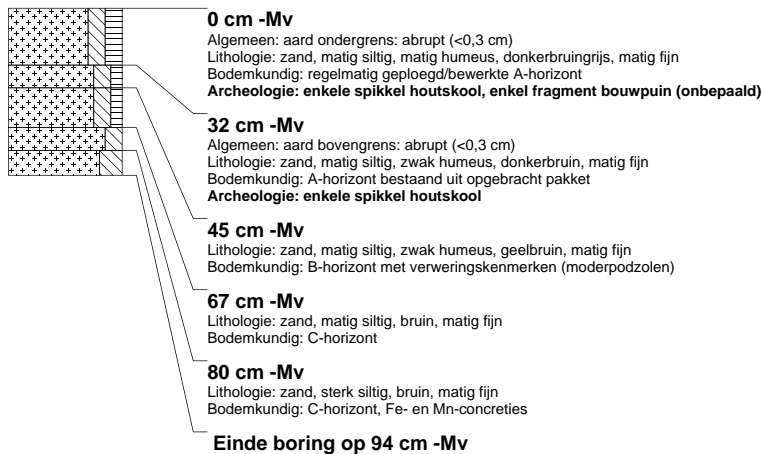 0 cm -Mv
Algemeen: aard ondergrens: abrupt (<0,3 cm)
Lithologie: zand, matig siltig, matig humeus, donkerbruingrijs, matig fijn
Bodemkundig: regelmatig geploegd/bewerkte A-horizont
Archeologie: enkele spikkel houtskool, enkel fragment bouwpuin (onbepaald)
32 cm -Mv
Algemeen: aard bovengrens: abrupt (<0,3 cm)
Lithologie: zand, matig siltig, zwak humeus, donkerbruin, matig fijn
Bodemkundig: A-horizont bestaand uit opgebracht pakket
Archeologie: enkele spikkel houtskool
45 cm -Mv
Lithologie: zand, matig siltig, zwak humeus, geelbruin, matig fijn
Bodemkundig: B-horizont met verweringskenmerken (moderpodzolen)
67 cm -Mv
Lithologie: zand, matig siltig, bruin, matig fijn
Bodemkundig: C-horizont
80 cm -Mv
Lithologie: zand, sterk siltig, bruin, matig fijn
Bodemkundig: C-horizont, Fe- en Mn-concreties
Einde boring op 94 cm -Mv